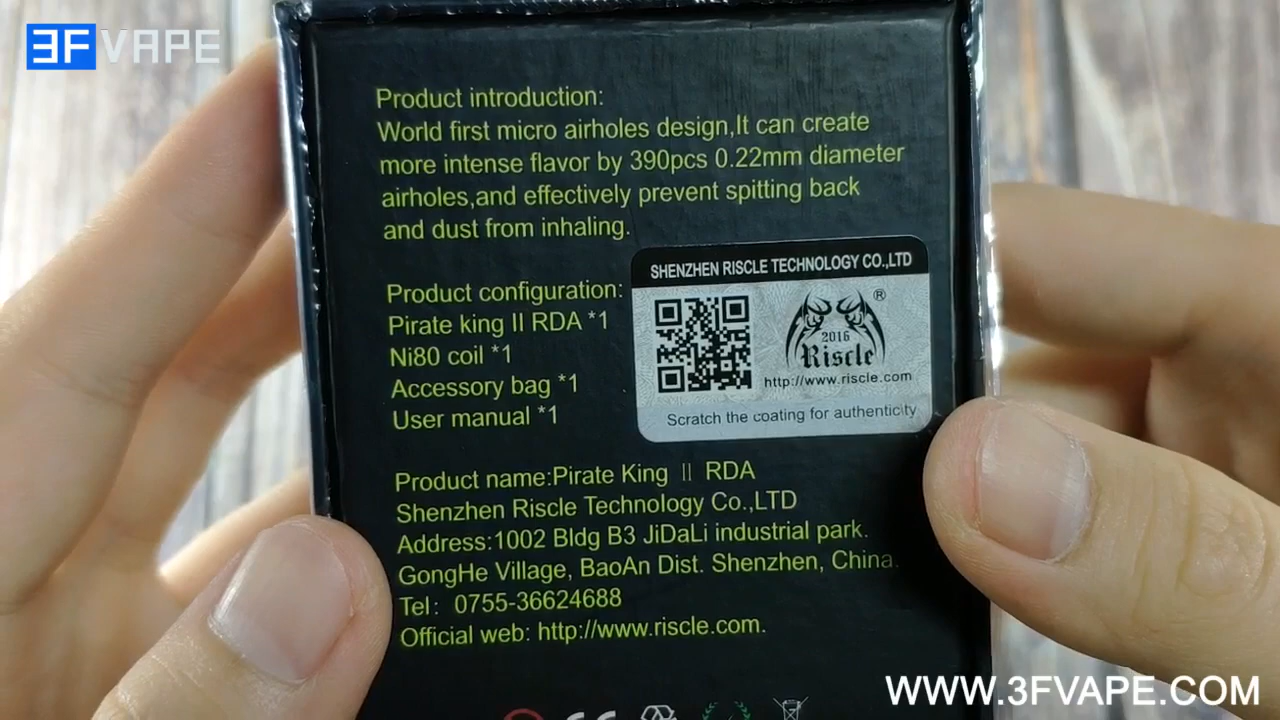 3FVAPE
Product introduction:
World first micro airholes design,It can create
more intense flavor by 390pcs 0.22mm diameter
airholes,and effectively prevent spitting back
and dust from inhaling.
Product configuration:
Pirate king II RDA *1
Ni80 coil *1
Accessory bag *1
User manual *1
SHENZHEN RISCLE TECHNOLOGY CO.,LTD
®
2016
Riscle
http://www.riscle.com
Scratch the coating for authenticity
Product name:Pirate King Ⅱ RDA
Shenzhen Riscle Technology Co.,LTD
Address:1002 Bldg B3 JiDaLi industrial park.
GongHe Village, BaoAn Dist. Shenzhen, China.
Tel: 0755-36624688
Official web: http://www.riscle.com.
CE
WWW.3FVAPE.COM